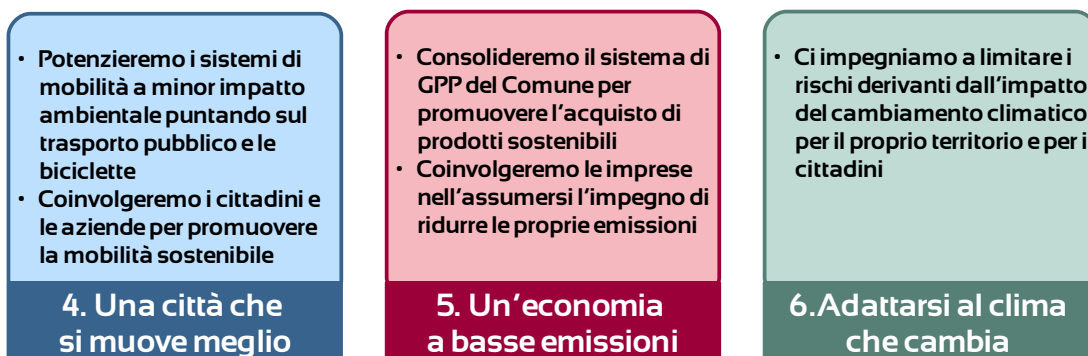 • Potenzieremo i sistemi di
mobilità a minor impatto
ambientale puntando sul
trasporto pubblico e le
biciclette
• Coinvolgeremo i cittadini e
le aziende per promuovere
la mobilità sostenibile
4. Una città che
si muove meglio
• Consolideremo il sistema di
GPP del Comune per
promuovere l'acquisto di
prodotti sostenibili
• Coinvolgeremo le imprese
nell'assumersi l'impegno di
ridurre le proprie emissioni
5. Un'economia
a basse emissioni
• Ci impegniamo a limitare i
rischi derivanti dall'impatto
del cambiamento climatico
per il proprio territorio e per i
cittadini
6.Adattarsi al clima
che cambia